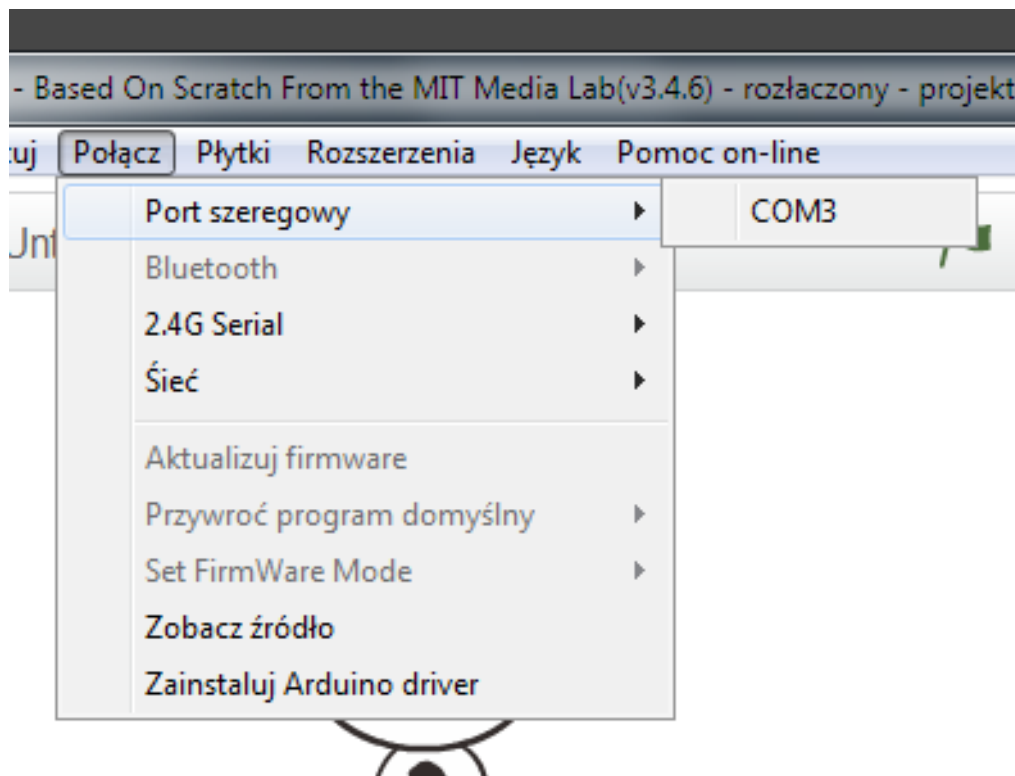 - Based On Scratch From the MIT Media Lab(v3.4.6) - rozłaczony - projekt
uj Połącz Płytki Rozszerzenia Język Pomoc on-line
Port szeregowy COM3
Bluetooth
2.4G Serial
Śieć
Aktualizuj firmware
Przywroć program domyślny
Set FirmWare Mode
Zobacz źródło
Zainstaluj Arduino driver